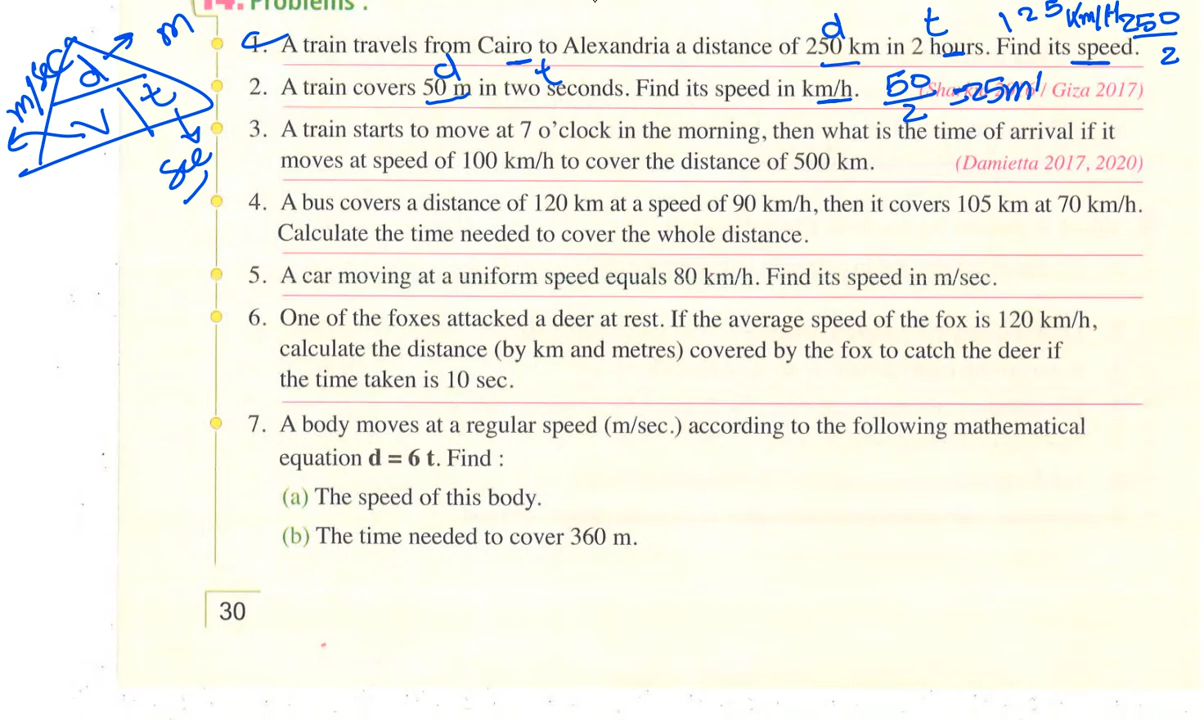 14. Problems :
d t 125 Km/H 250
2
1. A train travels from Cairo to Alexandria a distance of 250 km in 2 hours. Find its speed.
d t
2. A train covers 50 m in two seconds. Find its speed in km/h. / Giza 2017)
50
2
3. A train starts to move at 7 o’clock in the morning, then what is the time of arrival if it
moves at speed of 100 km/h to cover the distance of 500 km. (Damietta 2017, 2020)
4. A bus covers a distance of 120 km at a speed of 90 km/h, then it covers 105 km at 70 km/h.
Calculate the time needed to cover the whole distance.
5. A car moving at a uniform speed equals 80 km/h. Find its speed in m/sec.
6. One of the foxes attacked a deer at rest. If the average speed of the fox is 120 km/h,
calculate the distance (by km and metres) covered by the fox to catch the deer if
the time taken is 10 sec.
7. A body moves at a regular speed (m/sec.) according to the following mathematical
equation d = 6 t. Find :
(a) The speed of this body.
(b) The time needed to cover 360 m.
30
m/sec
d
m
V
t
sec